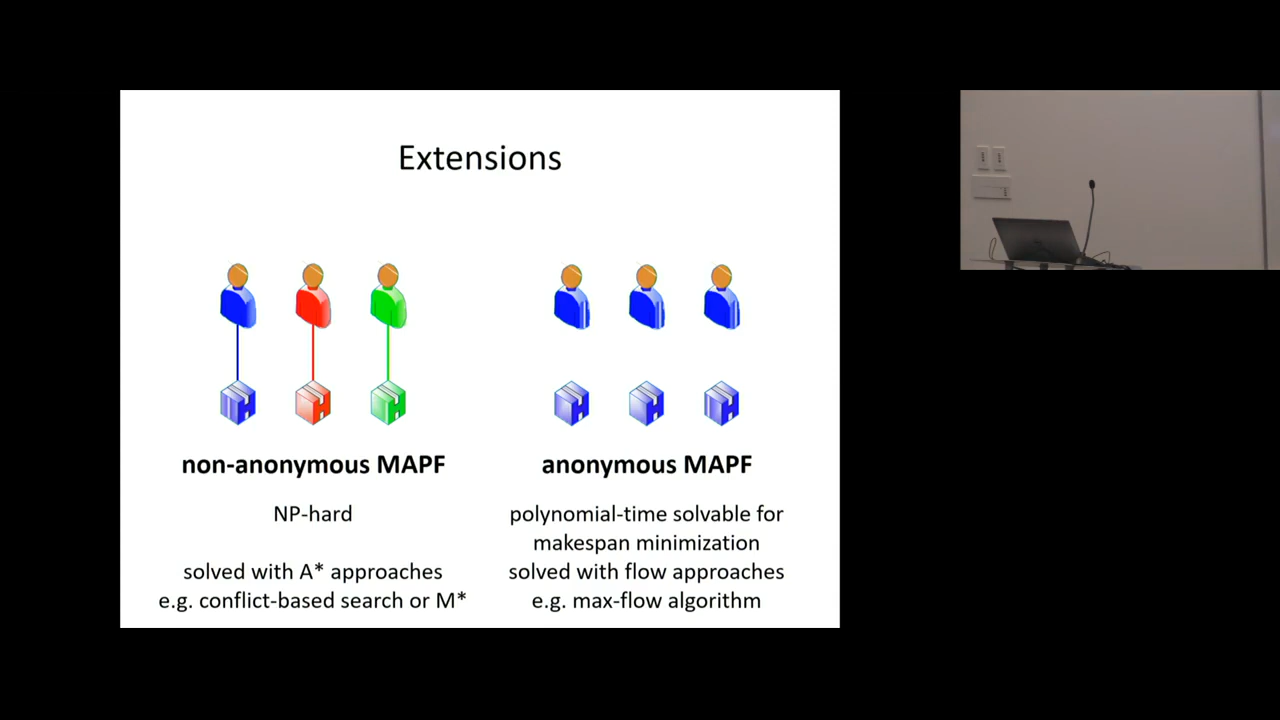 Extensions
non-anonymous MAPF
NP-hard
solved with A* approaches
e.g. conflict-based search or M*
anonymous MAPF
polynomial-time solvable for
makespan minimization
solved with flow approaches
e.g. max-flow algorithm